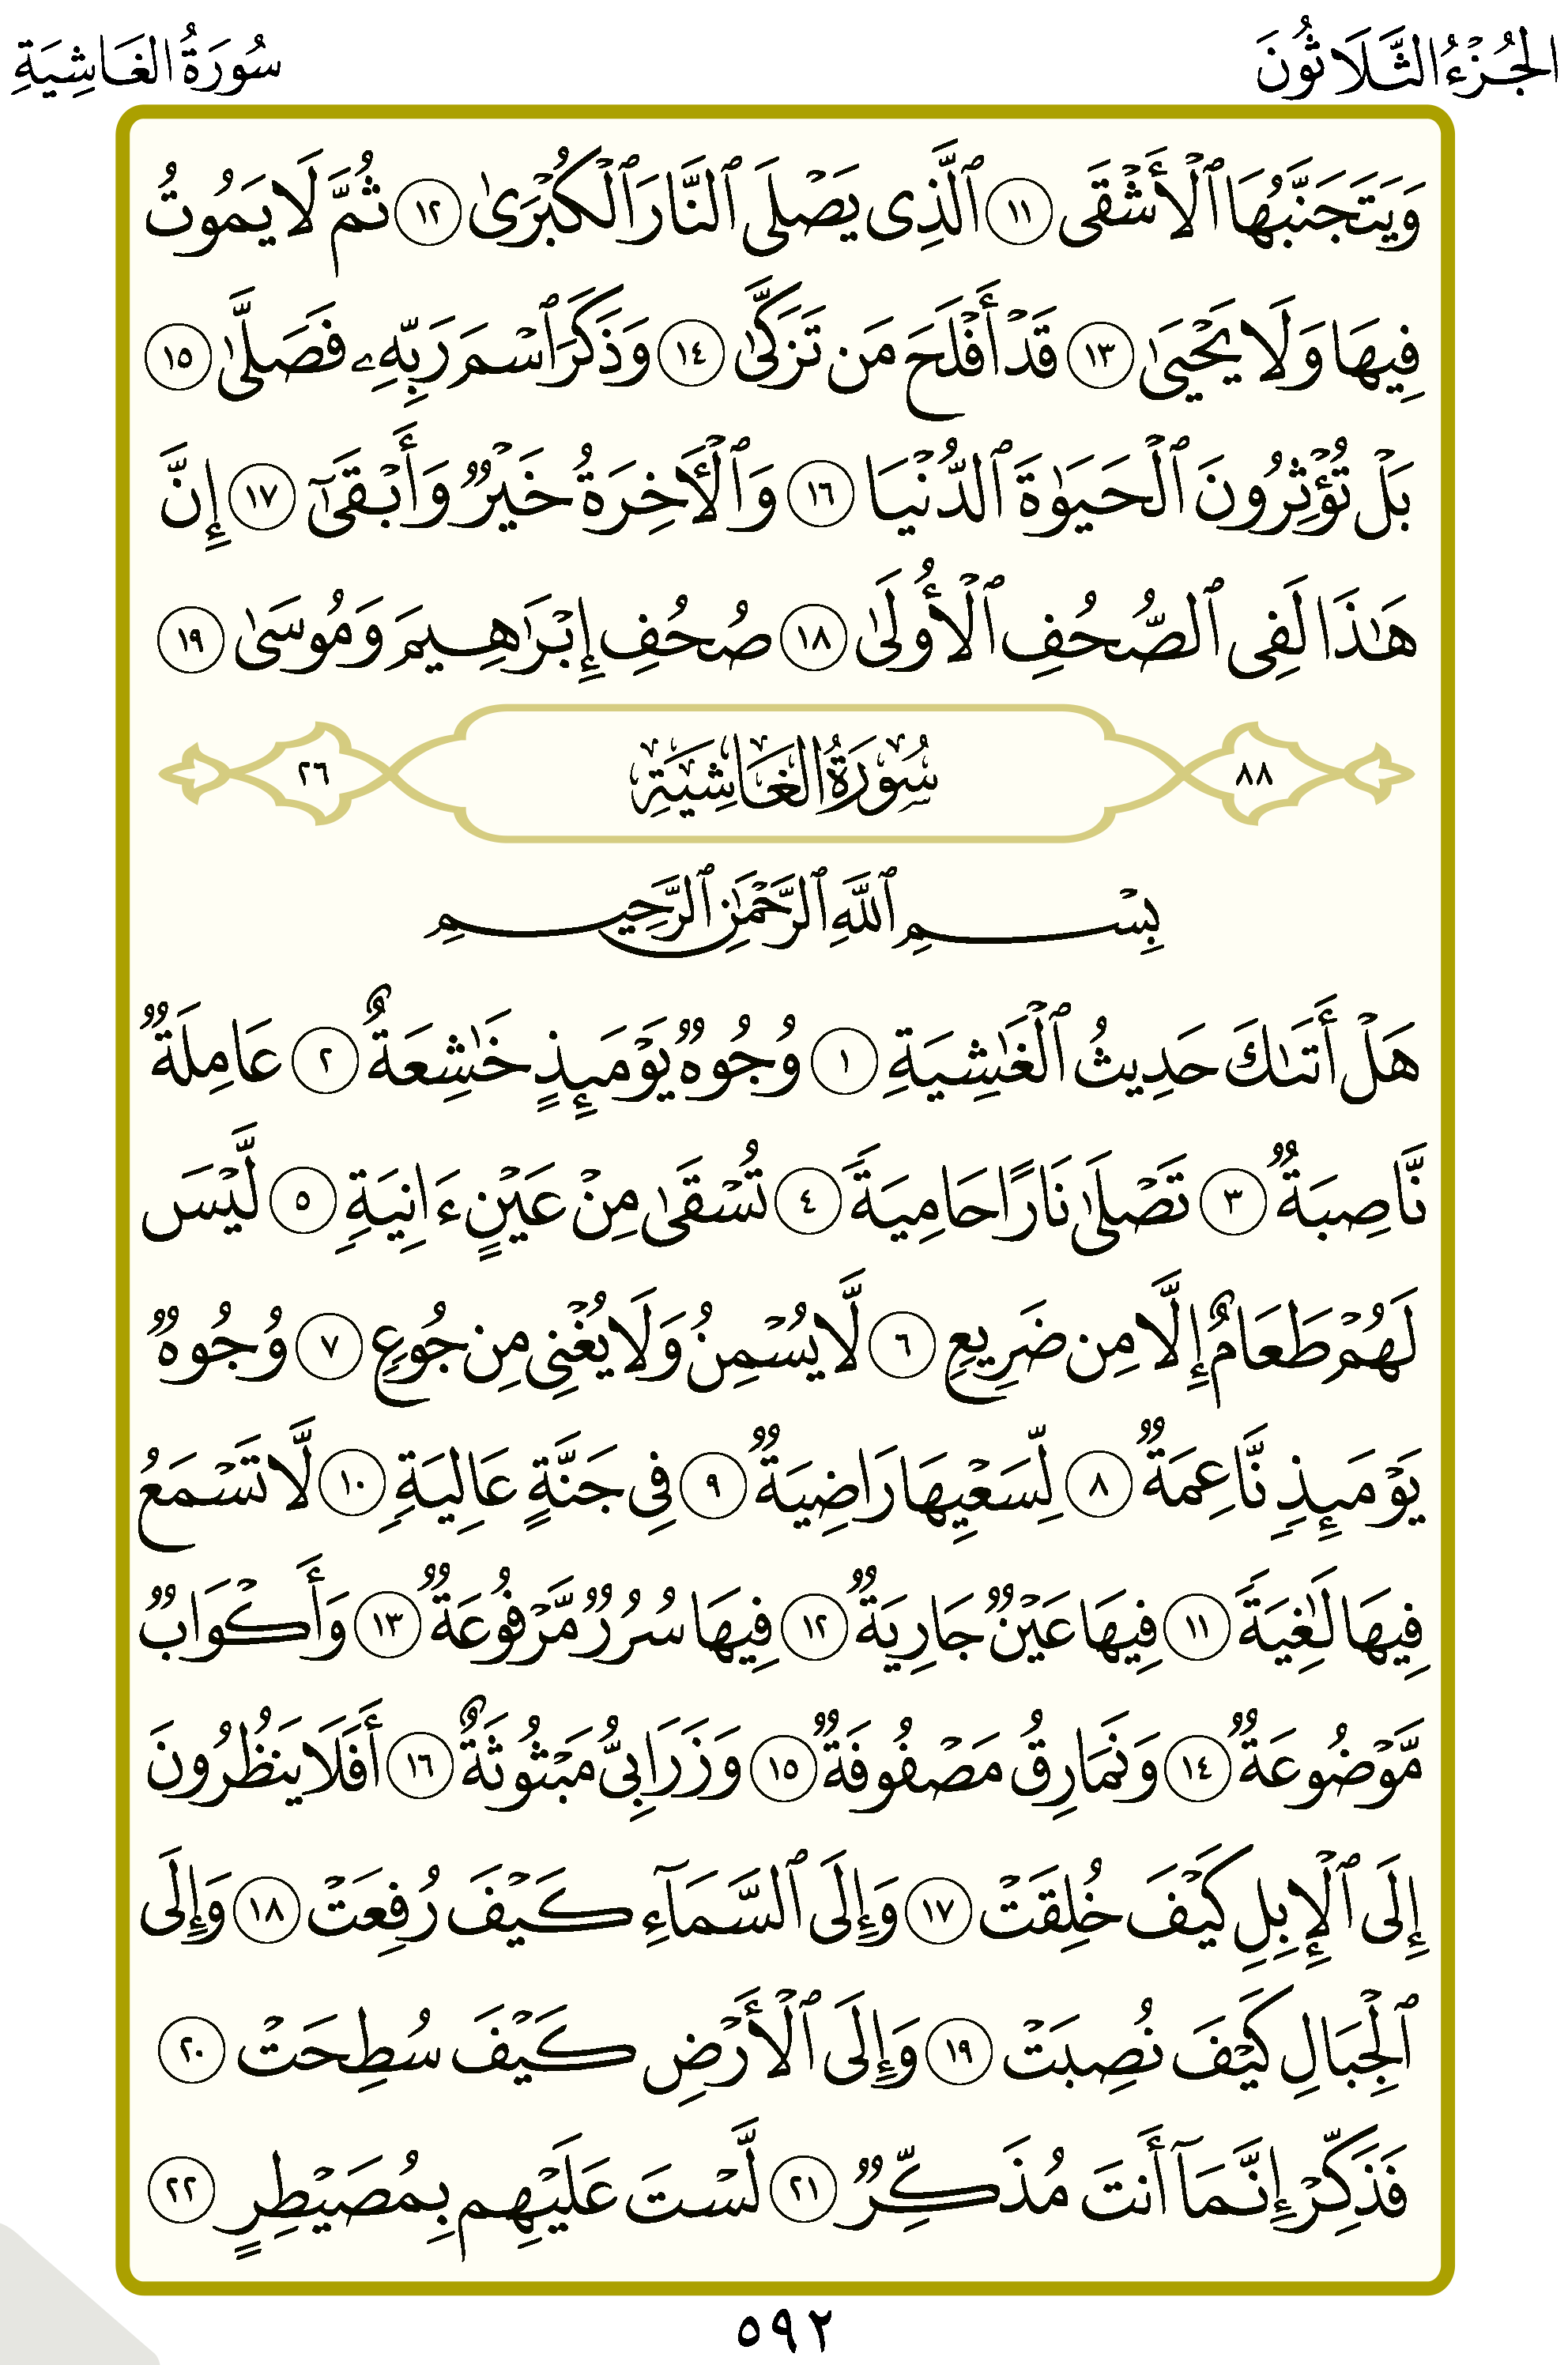 الجُزْءُ الثَّلَاثُونَ
سُورَةُ الغَاشِيَةِ
وَيَتَجَنَّبُهَا ٱلْأَشْقَى ١١ ٱلَّذِى يَصْلَى ٱلنَّارَ ٱلْكُبْرَىٰ ١٢ ثُمَّ لَا يَمُوتُ
فِيهَا وَلَا يَحْيَىٰ ١٣ قَدْ أَفْلَحَ مَن تَزَكَّىٰ ١٤ وَذَكَرَ ٱسْمَ رَبِّهِۦ فَصَلَّىٰ ١٥
بَلْ تُؤْثِرُونَ ٱلْحَيَوٰةَ ٱلدُّنْيَا ١٦ وَٱلْأَخِرَةُ خَيْرٌ وَأَبْقَىٰٓ ١٧ إِنَّ
هَٰذَا لَفِى ٱلصُّحُفِ ٱلْأُولَىٰ ١٨ صُحُفِ إِبْرَٰهِيمَ وَمُوسَىٰ ١٩
٨٨ سُورَةُ الغَاشِيَةِ ٢٦
بِسْمِ ٱللَّهِ ٱلرَّحْمَٰنِ ٱلرَّحِيمِ
هَلْ أَتَىٰكَ حَدِيثُ ٱلْغَٰشِيَةِ ١ وُجُوهٌ يَوْمَئِذٍ خَٰشِعَةٌ ٢ عَامِلَةٌ
نَّاصِبَةٌ ٣ تَصْلَىٰ نَارًا حَامِيَةً ٤ تُسْقَىٰ مِنْ عَيْنٍ ءَانِيَةٍ ٥ لَّيْسَ
لَهُمْ طَعَامٌ إِلَّا مِن ضَرِيعٍ ٦ لَّا يُسْمِنُ وَلَا يُغْنِى مِن جُوعٍ ٧ وُجُوهٌ
يَوْمَئِذٍ نَّاعِمَةٌ ٨ لِّسَعْيِهَا رَاضِيَةٌ ٩ فِى جَنَّةٍ عَالِيَةٍ ١٠ لَّا تَسْمَعُ
فِيهَا لَٰغِيَةً ١١ فِيهَا عَيْنٌ جَارِيَةٌ ١٢ فِيهَا سُرُرٌ مَّرْفُوعَةٌ ١٣ وَأَكْوَابٌ
مَّوْضُوعَةٌ ١٤ وَنَمَارِقُ مَصْفُوفَةٌ ١٥ وَزَرَابِىُّ مَبْثُوثَةٌ ١٦ أَفَلَا يَنظُرُونَ
إِلَى ٱلْإِبِلِ كَيْفَ خُلِقَتْ ١٧ وَإِلَى ٱلسَّمَآءِ كَيْفَ رُفِعَتْ ١٨ وَإِلَى
ٱلْجِبَالِ كَيْفَ نُصِبَتْ ١٩ وَإِلَى ٱلْأَرْضِ كَيْفَ سُطِحَتْ ٢٠
فَذَكِّرْ إِنَّمَآ أَنتَ مُذَكِّرٌ ٢١ لَّسْتَ عَلَيْهِم بِمُصَيْطِرٍ ٢٢
٥٩٢